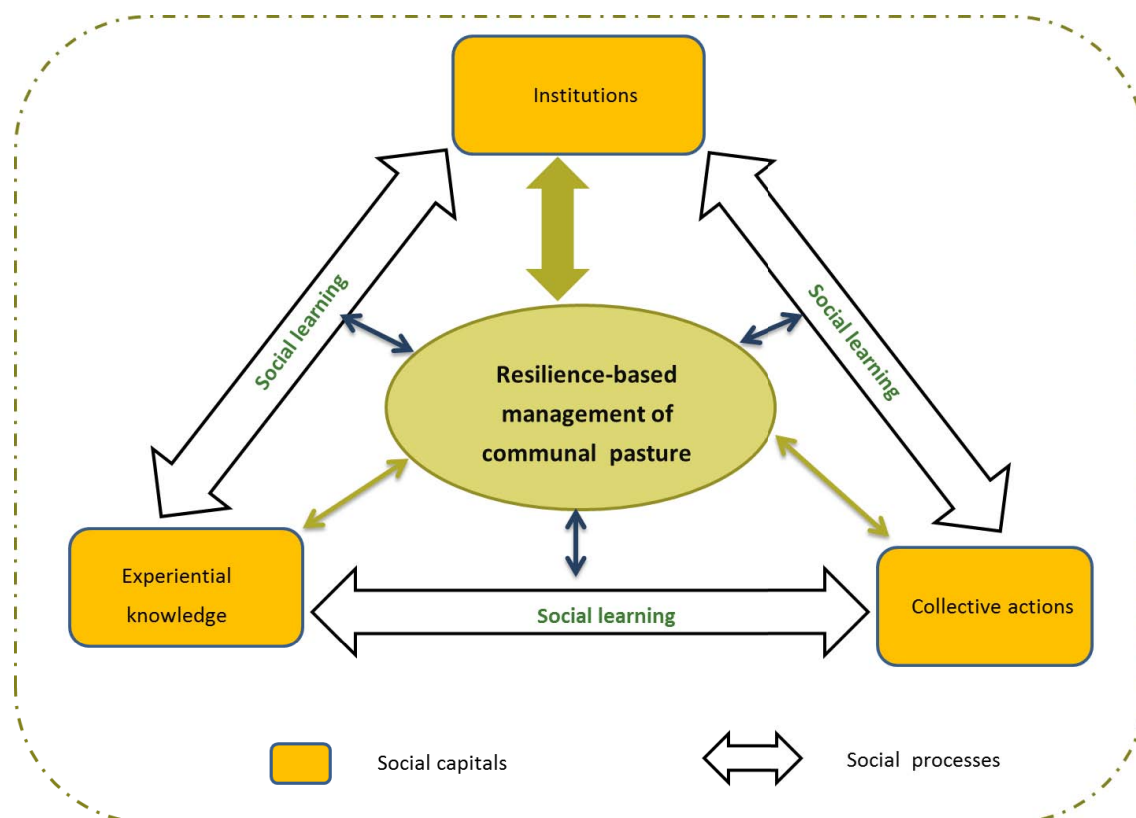 Institutions
Social learning
Social learning
Resilience-based
management of
communal pasture
Experiential
knowledge
Social learning
Collective actions
Social capitals
Social processes